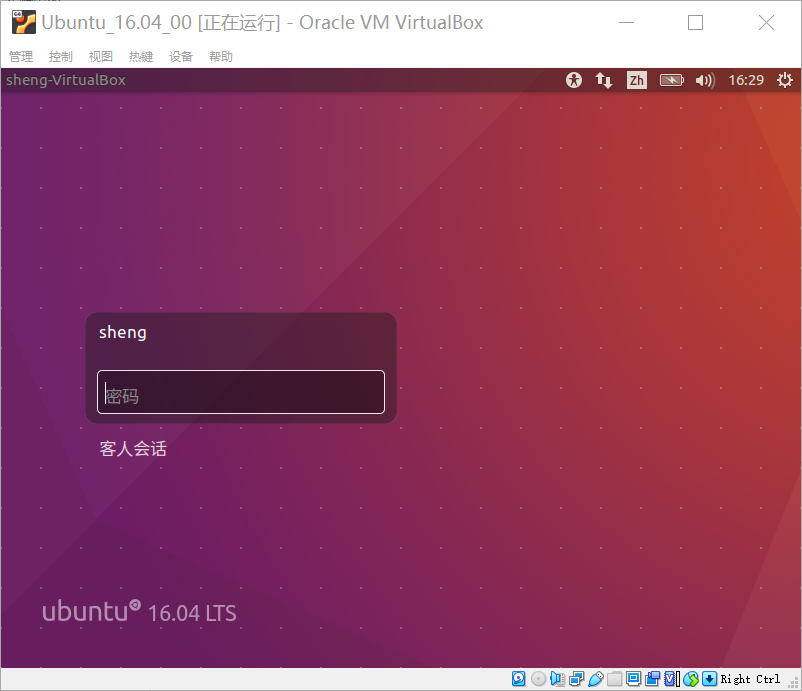 Ubuntu_16.04_00 [正在运行] - Oracle VM VirtualBox
管理 控制 视图 热键 设备 帮助
sheng-VirtualBox Zh 16:29
sheng
密码
客人会话
ubuntu 16.04 LTS
Right Ctrl